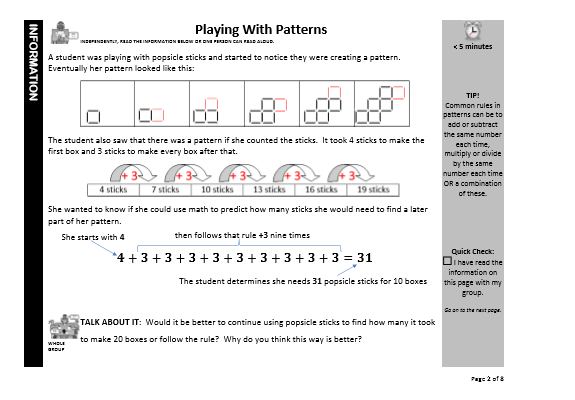 INFORMATION
Playing With Patterns
INDEPENDENTLY, READ THE INFORMATION BELOW OR ONE PERSON CAN READ ALOUD.
A student was playing with popsicle sticks and started to notice they were creating a pattern.
Eventually her pattern looked like this:
The student also saw that there was a pattern if she counted the sticks. It took 4 sticks to make the
first box and 3 sticks to make every box after that.
+ 3 + 3 + 3 + 3 + 3
4 sticks 7 sticks 10 sticks 13 sticks 16 sticks 19 sticks
She wanted to know if she could use math to predict how many sticks she would need to find a later
part of her pattern.
She starts with 4 then follows that rule +3 nine times
4 + 3 + 3 + 3 + 3 + 3 + 3 + 3 + 3 + 3 = 31
The student determines she needs 31 popsicle sticks for 10 boxes
WHOLE
GROUP
TALK ABOUT IT: Would it be better to continue using popsicle sticks to find how many it took
to make 20 boxes or follow the rule? Why do you think this way is better?
< 5 minutes
TIP!
Common rules in
patterns can be to
add or subtract
the same number
each time,
multiply or divide
by the same
number each time
OR a combination
of these.
Quick Check:
I have read the
information on
this page with my
group.
Go on to the next page.
Page 2 of 8